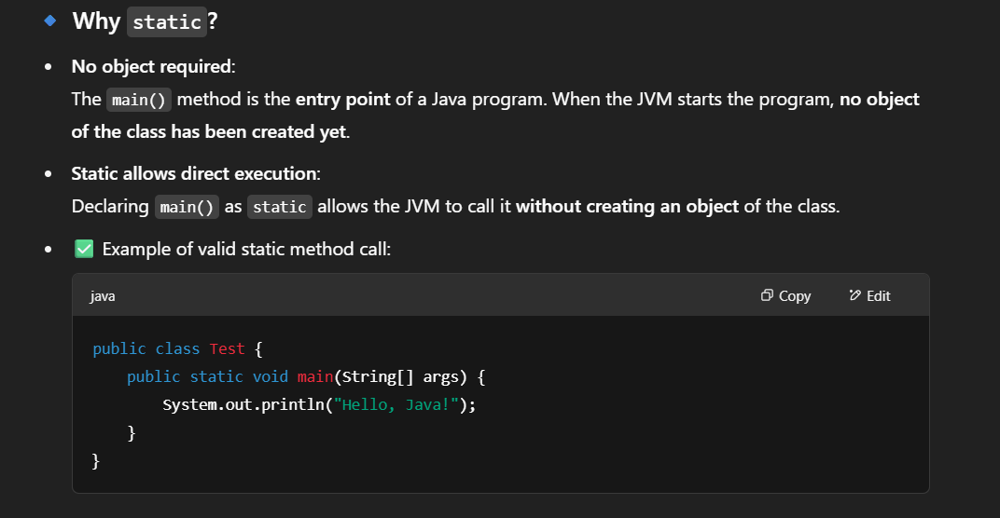 Why static?
No object required:
The main() method is the entry point of a Java program. When the JVM starts the program, no object
of the class has been created yet.
Static allows direct execution:
Declaring main() as static allows the JVM to call it without creating an object of the class.
Example of valid static method call:
java Copy Edit
public class Test {
    public static void main(String[] args) {
        System.out.println("Hello, Java!");
    }
}